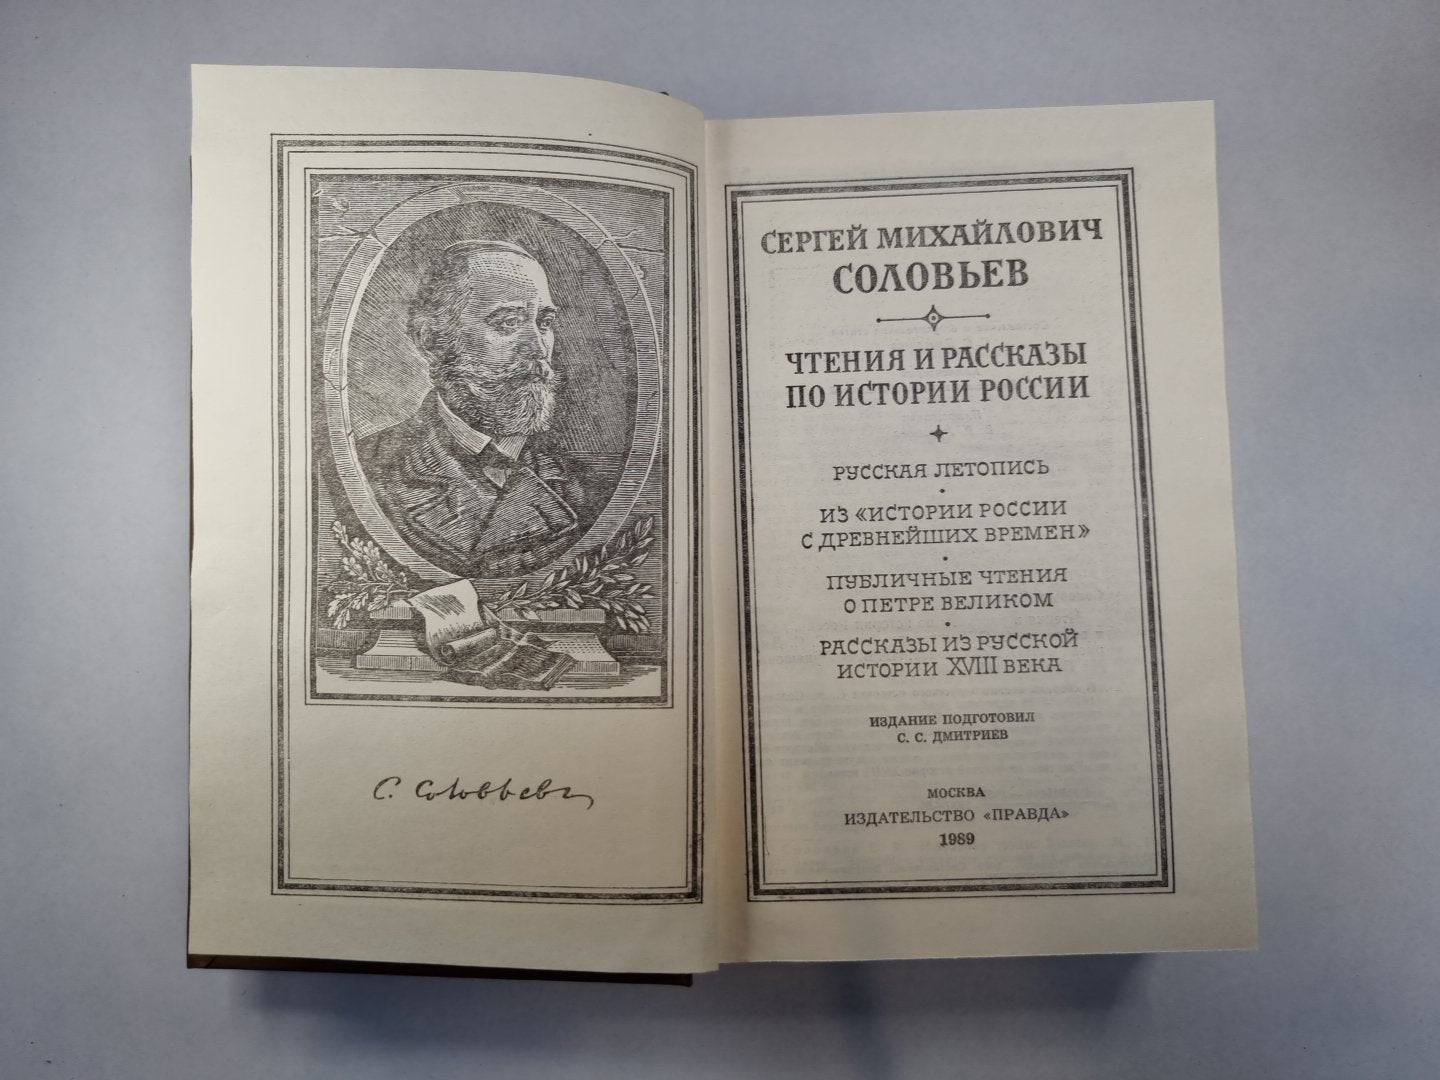 С. Соловьев
СЕРГЕЙ МИХАЙЛОВИЧ
СОЛОВЬЕВ
ЧТЕНИЯ И РАССКАЗЫ
ПО ИСТОРИИ РОССИИ
РУССКАЯ ЛЕТОПИСЬ
ИЗ «ИСТОРИИ РОССИИ
С ДРЕВНЕЙШИХ ВРЕМЕН»
ПУБЛИЧНЫЕ ЧТЕНИЯ
О ПЕТРЕ ВЕЛИКОМ
РАССКАЗЫ ИЗ РУССКОЙ
ИСТОРИИ XVIII ВЕКА
ИЗДАНИЕ ПОДГОТОВИЛ
С. С. ДМИТРИЕВ
МОСКВА
ИЗДАТЕЛЬСТВО «ПРАВДА»
1989